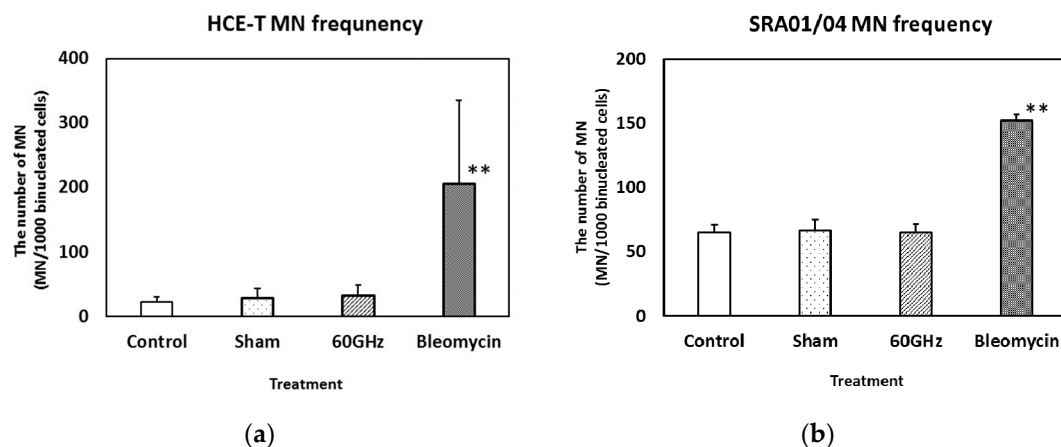 HCE-T MN frequnency
The number of MN
(MN/1000 binucleated cells)
400
300
200
100
0
**
Control Sham 60GHz Bleomycin
Treatment
(a)
SRA01/04 MN frequency
The number of MN
(MN/1000 binucleated cells)
200
150
100
50
0
**
Control Sham 60GHz Bleomycin
Treatment
(b)